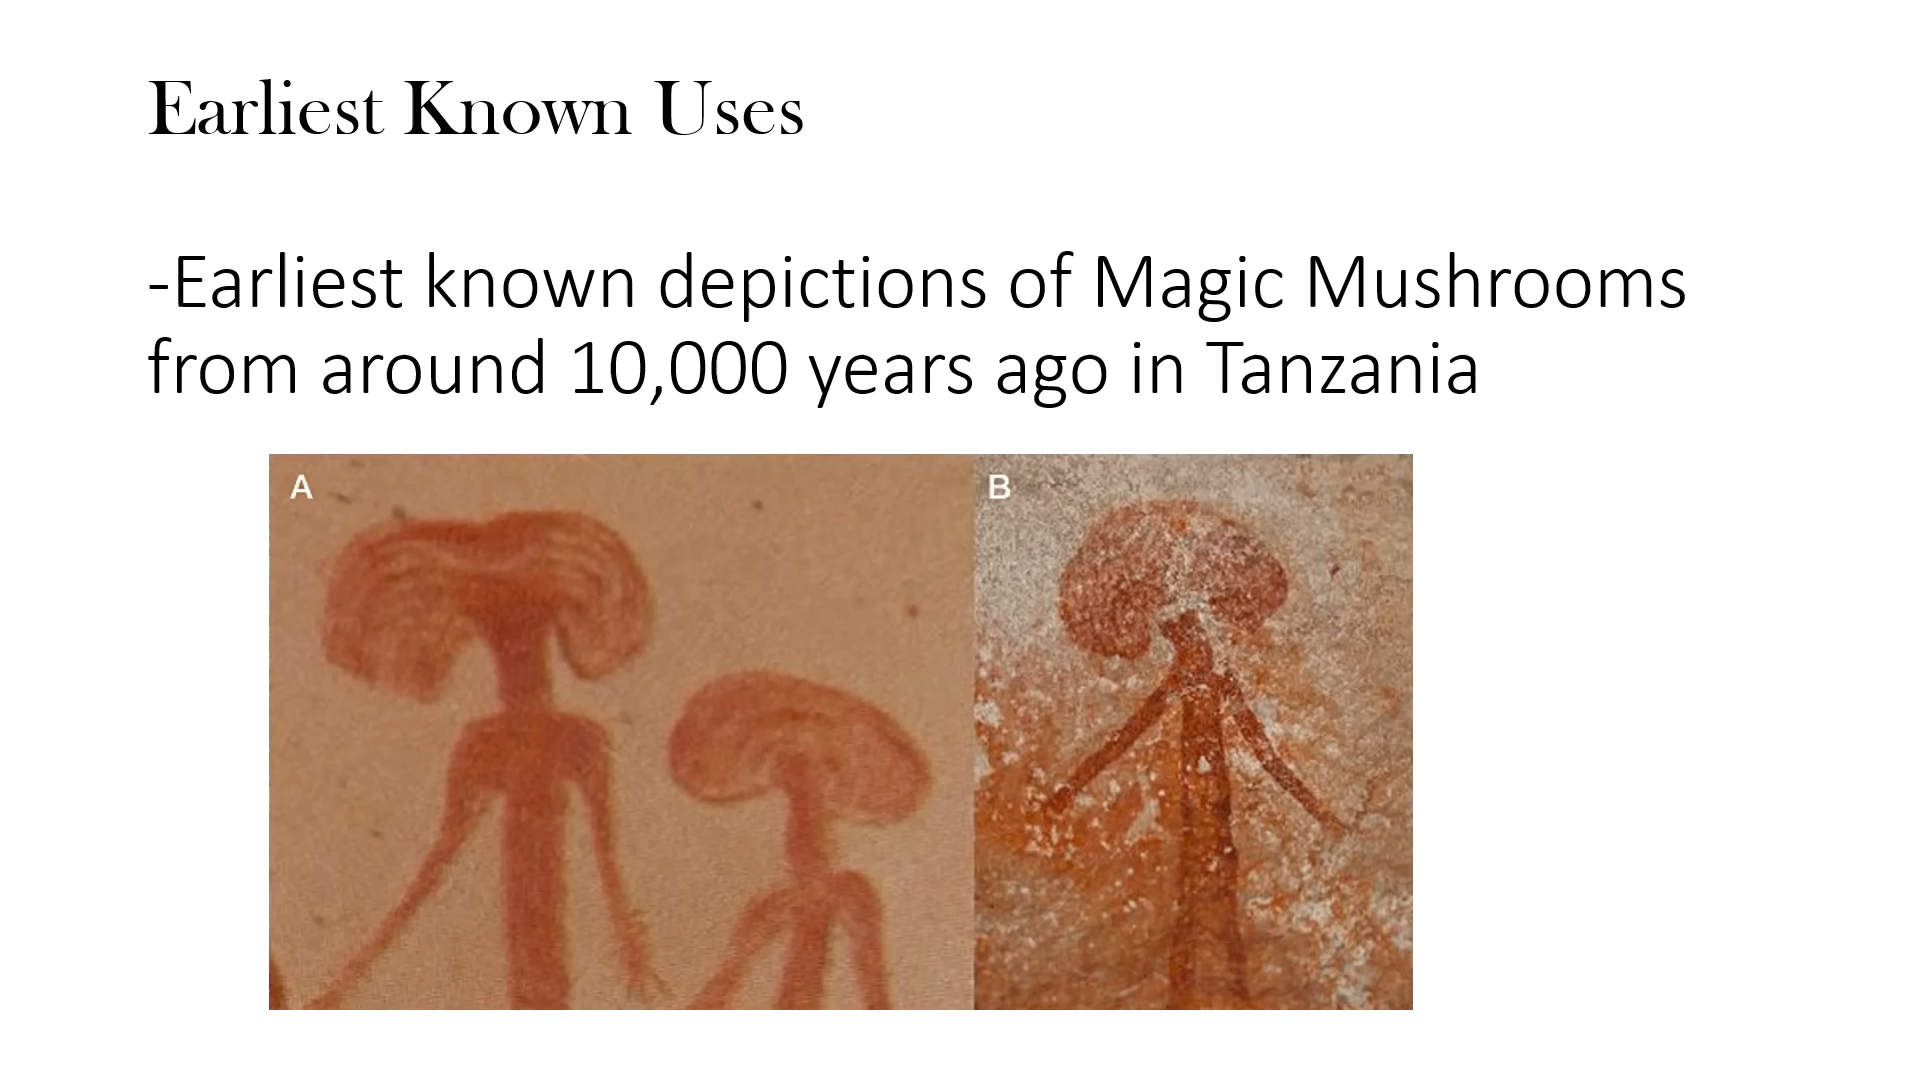 Earliest Known Uses
-Earliest known depictions of Magic Mushrooms
from around 10,000 years ago in Tanzania
A
B